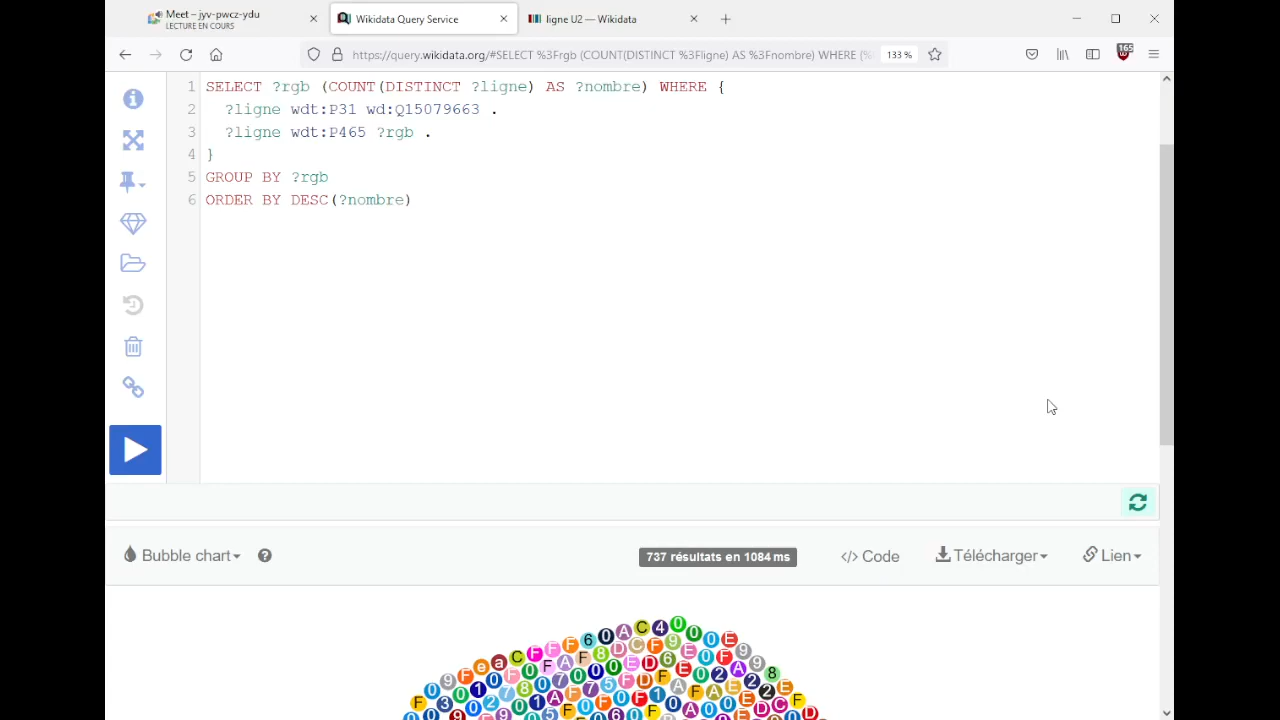 Meet – jyv-pwcz-ydu
LECTURE EN COURS
Wikidata Query Service
ligne U2 — Wikidata
https://query.wikidata.org/#SELECT %3Frgb (COUNT(DISTINCT %3Fligne) AS %3Fnombre) WHERE {%
133 %
165
1 SELECT ?rgb (COUNT(DISTINCT ?ligne) AS ?nombre) WHERE {
2 ?ligne wdt:P31 wd:Q15079663 .
3 ?ligne wdt:P465 ?rgb .
4 }
5 GROUP BY ?rgb
6 ORDER BY DESC(?nombre)
Bubble chart
737 résultats en 1084 ms
</> Code
Télécharger
Lien